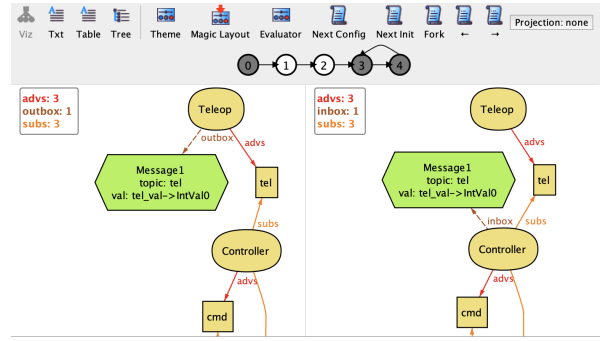 Viz
Txt
Table
Tree
Theme
Magic Layout
Evaluator
Next Config
Next Init
Fork
←
→
Projection: none
0
1
2
3
4
advs: 3
outbox: 1
subs: 3
Teleop
outbox
advs
Message1
topic: tel
val: tel_val->IntVal0
tel
subs
Controller
advs
cmd
advs: 3
inbox: 1
subs: 3
Teleop
advs
Message1
topic: tel
val: tel_val->IntVal0
tel
inbox
subs
Controller
advs
cmd